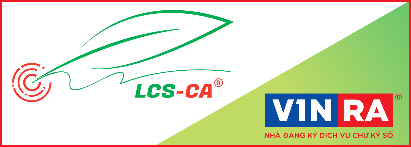 LCS-CA®
V1NRA®
NHÀ ĐĂNG KÝ DỊCH VỤ CHỮ KÝ SỐ